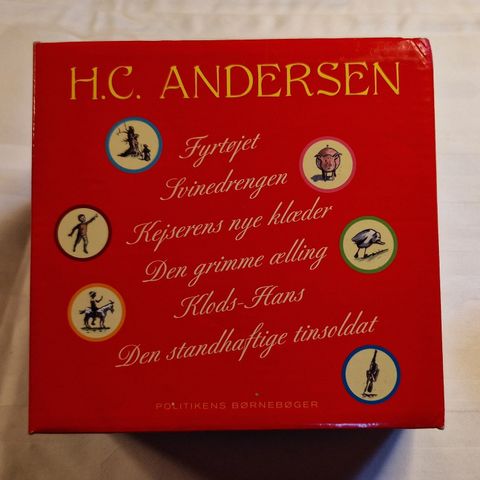 H.C. ANDERSEN
Fyrtøjet
Svinedrengen
Kejserens nye klæder
Den grimme ælling
Klods-Hans
Den standhaftige tinsoldat
POLITIKENS BØRNEBØGER